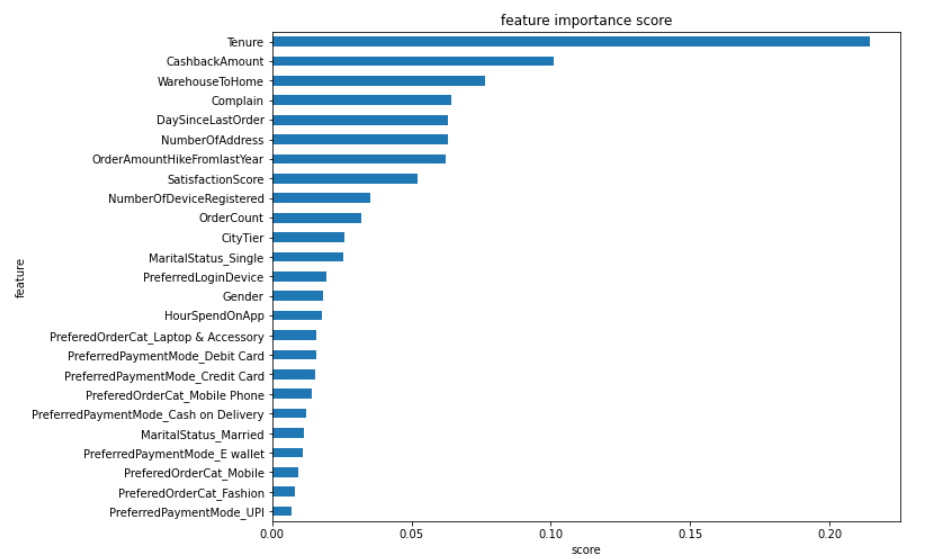 feature importance score
Tenure
CashbackAmount
WarehouseToHome
Complain
DaySinceLastOrder
NumberOfAddress
OrderAmountHikeFromlastYear
SatisfactionScore
NumberOfDeviceRegistered
OrderCount
CityTier
MaritalStatus_Single
PreferredLoginDevice
Gender
HourSpendOnApp
PreferedOrderCat_Laptop & Accessory
PreferredPaymentMode_Debit Card
PreferredPaymentMode_Credit Card
PreferedOrderCat_Mobile Phone
PreferredPaymentMode_Cash on Delivery
MaritalStatus_Married
PreferredPaymentMode_E wallet
PreferedOrderCat_Mobile
PreferedOrderCat_Fashion
PreferredPaymentMode_UPI
feature
0.00 0.05 0.10 0.15 0.20
score